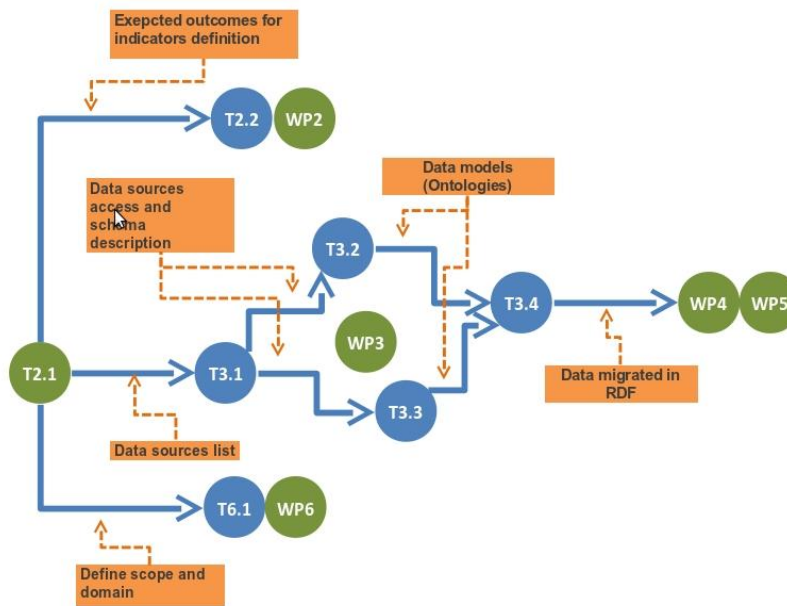 Exepcted outcomes for
indicators definition
T2.2
WP2
Data sources
access and
schema
description
Data models
(Ontologies)
T3.2
T3.4
WP4
WP5
WP3
T2.1
T3.1
T3.3
Data migrated in
RDF
Data sources list
T6.1
WP6
Define scope and
domain